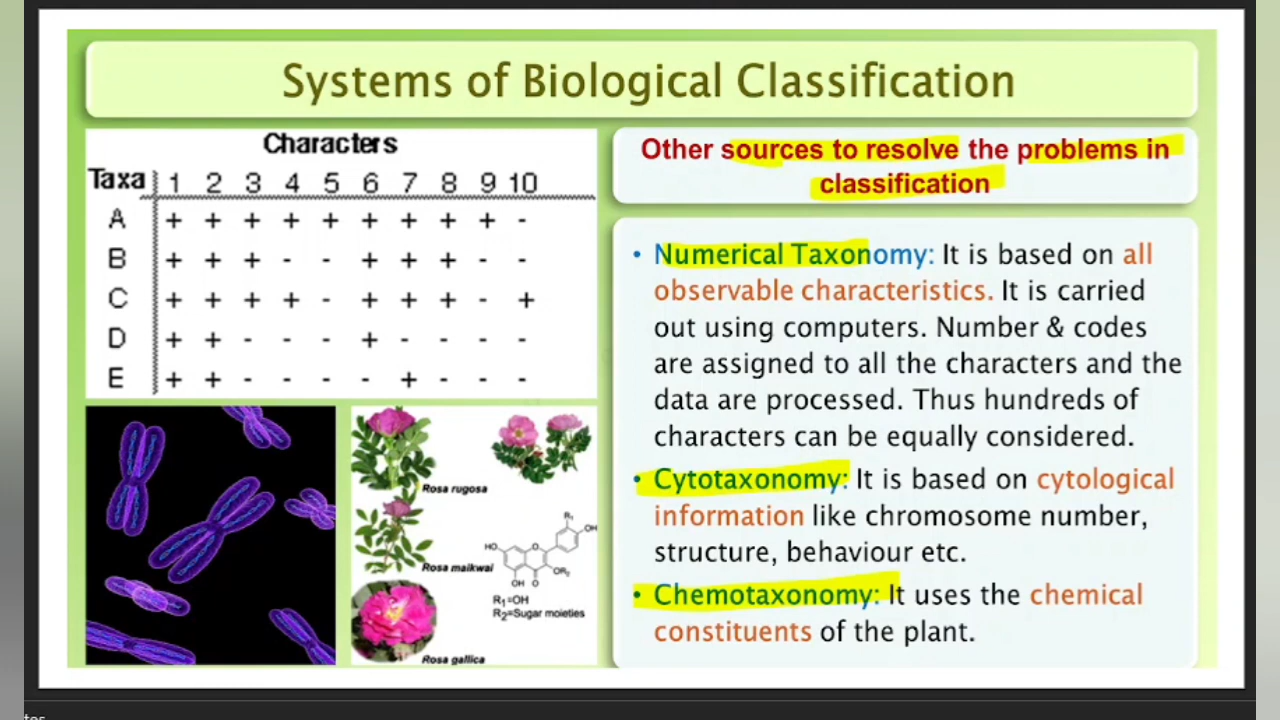 Systems of Biological Classification
Characters
Taxa 1 2 3 4 5 6 7 8 9 10
A + + + + + + + + + -
B + + + - - + + + - -
C + + + + - + + + - +
D + + - - - + - - - -
E + + - - - - + - - -
Rosa rugosa
Rosa maikwai
Rosa gallica
R₁
OH
HO
O
OR₂
OH O
R₁=OH
R₂=Sugar moieties
Other sources to resolve the problems in
classification
• Numerical Taxonomy: It is based on all
observable characteristics. It is carried
out using computers. Number & codes
are assigned to all the characters and the
data are processed. Thus hundreds of
characters can be equally considered.
• Cytotaxonomy: It is based on cytological
information like chromosome number,
structure, behaviour etc.
• Chemotaxonomy: It uses the chemical
constituents of the plant.